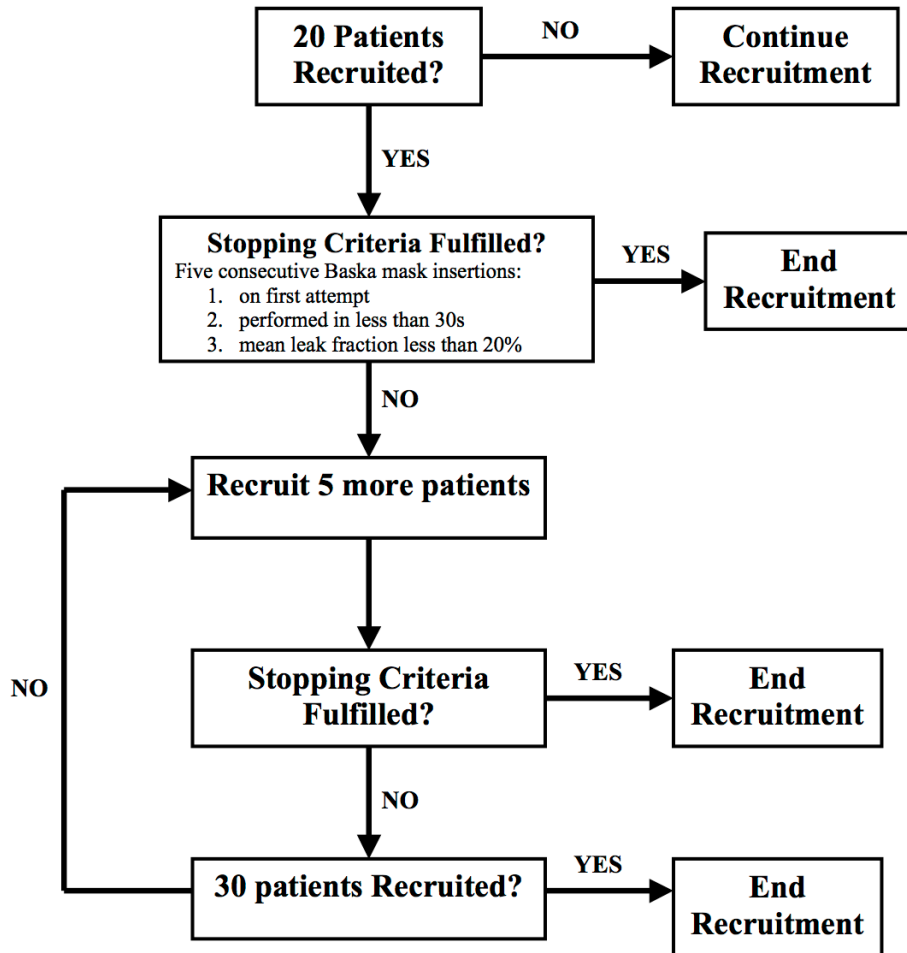 20 Patients
Recruited?
NO
Continue
Recruitment
YES
Stopping Criteria Fulfilled?
Five consecutive Baska mask insertions:
1. on first attempt
2. performed in less than 30s
3. mean leak fraction less than 20%
YES
End
Recruitment
NO
Recruit 5 more patients
Stopping Criteria
Fulfilled?
YES
End
Recruitment
NO
NO
30 patients Recruited?
YES
End
Recruitment